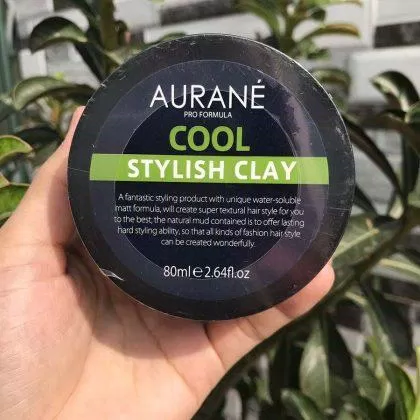 AURANÉ
PRO FORMULA
COOL
STYLISH CLAY
A fantastic styling product with unique water-soluble
matt formula, will create super textural hair style for you
to the best; the natural mud contained is to offer lasting
hard styling ability, so that all kinds of fashion hair style
can be created wonderfully.
80ml ℮ 2.64fl.oz